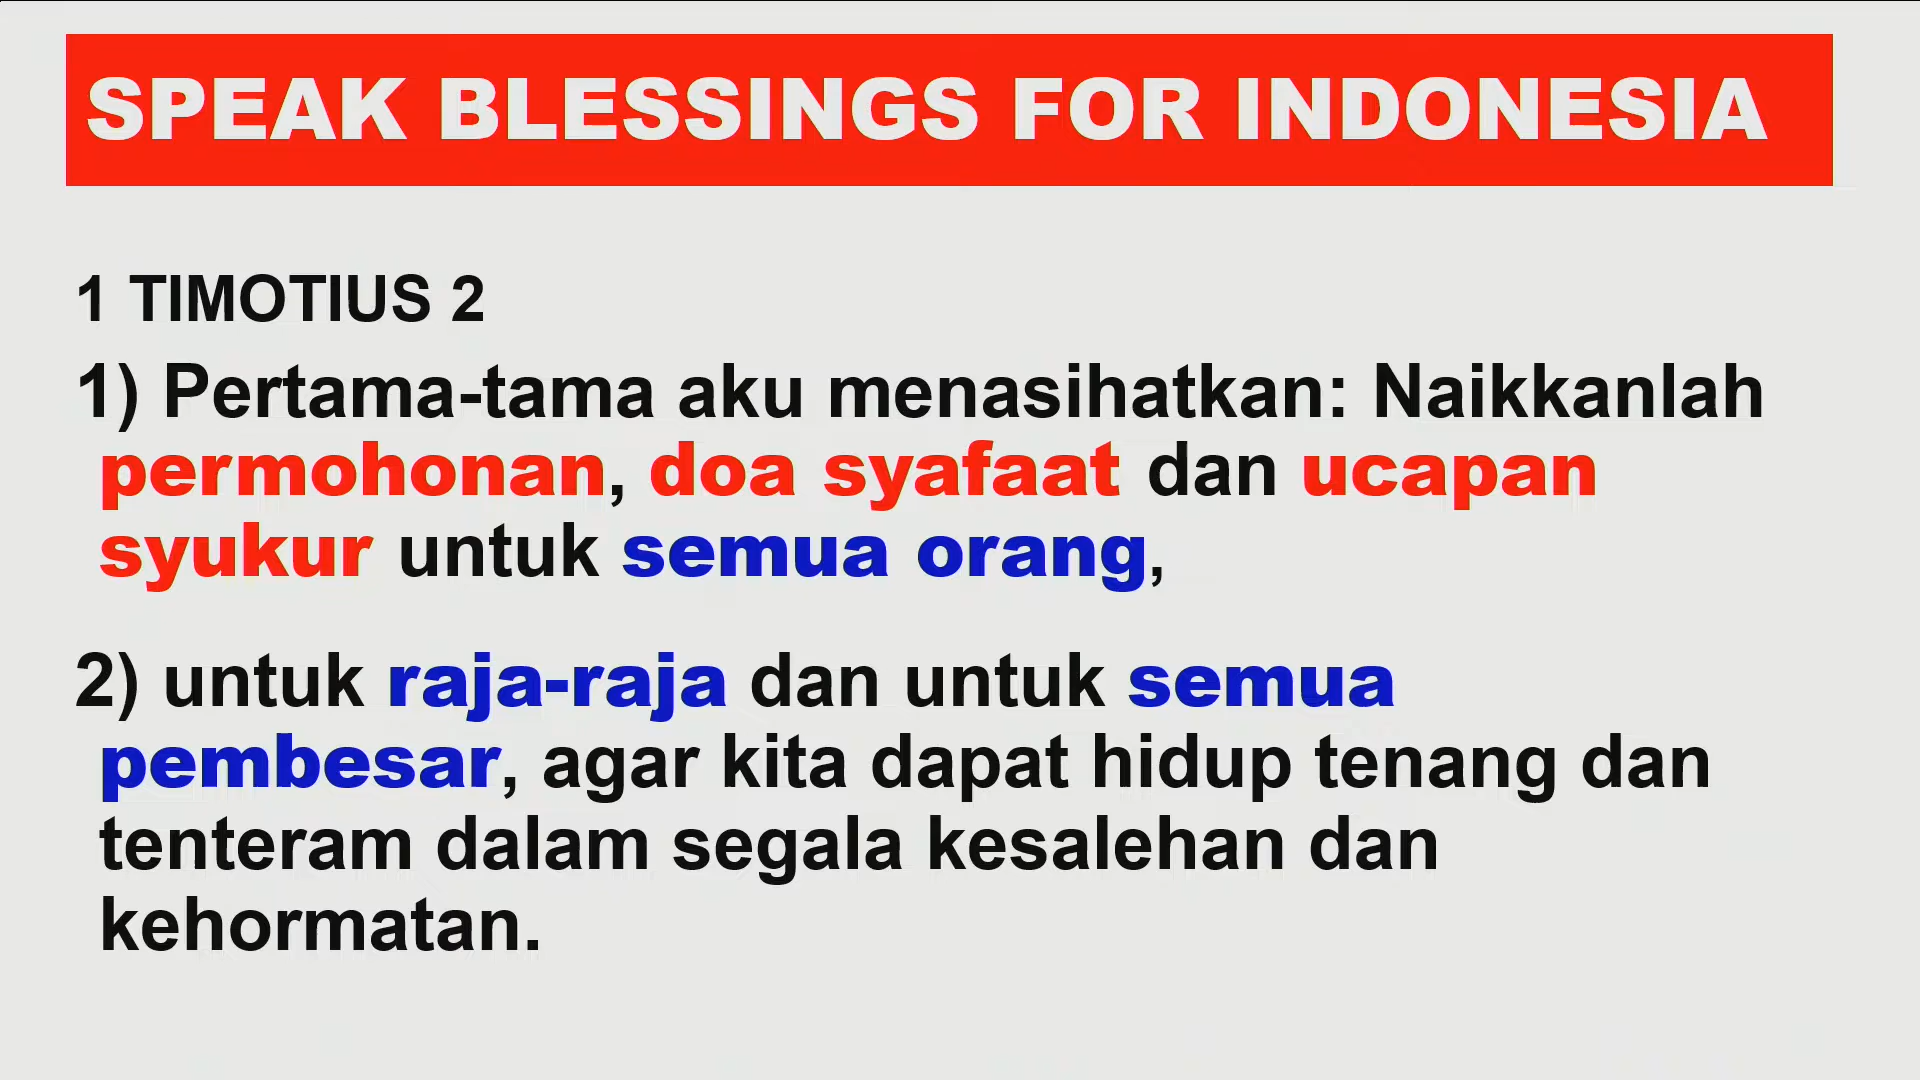 SPEAK BLESSINGS FOR INDONESIA
1 TIMOTIUS 2
1) Pertama-tama aku menasihatkan: Naikkanlah
permohonan, doa syafaat dan ucapan
syukur untuk semua orang,
2) untuk raja-raja dan untuk semua
pembesar, agar kita dapat hidup tenang dan
tenteram dalam segala kesalehan dan
kehormatan.